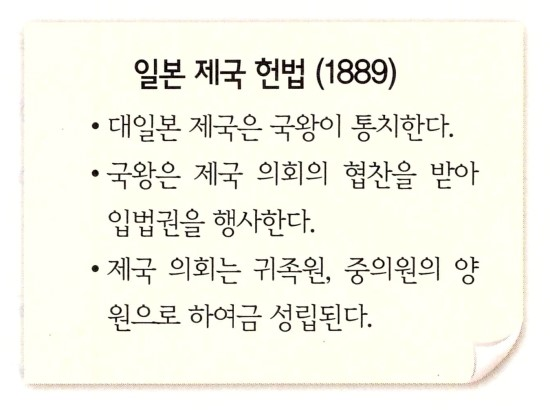 일본 제국 헌법 (1889)
• 대일본 제국은 국왕이 통치한다.
• 국왕은 제국 의회의 협찬을 받아
입법권을 행사한다.
• 제국 의회는 귀족원, 중의원의 양
원으로 하여금 성립된다.